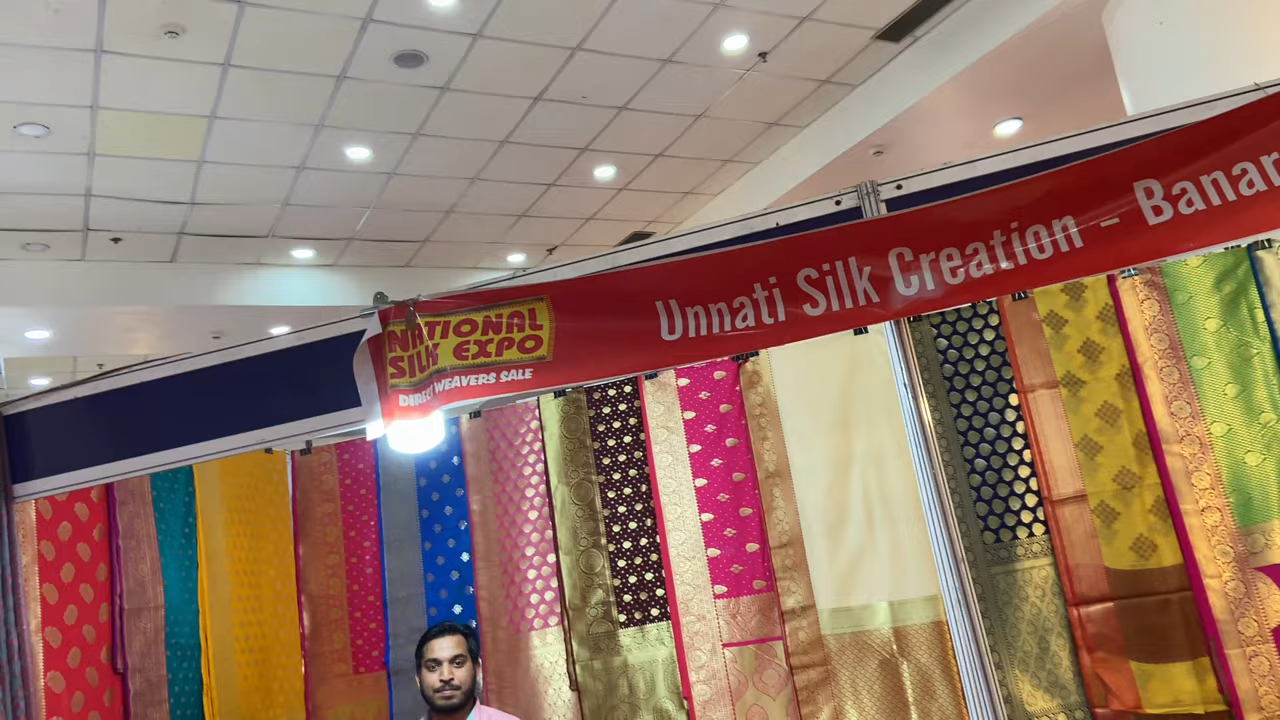 NATIONAL
SILK EXPO
DIRECT WEAVERS SALE
Unnati Silk Creation - Banar